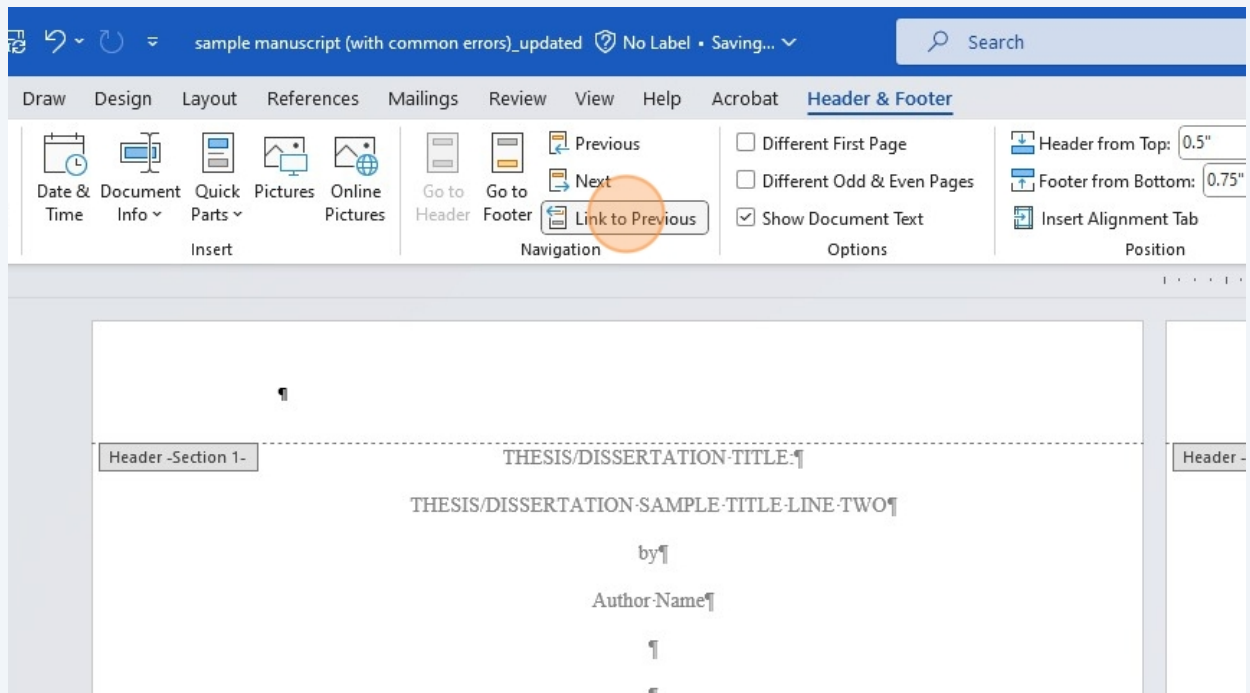 sample manuscript (with common errors)_updated No Label • Saving... Search
Draw Design Layout References Mailings Review View Help Acrobat Header & Footer
Date & Time
Document Info
Quick Parts
Pictures
Online Pictures
Insert
Go to Header
Go to Footer
Previous
Next
Link to Previous
Navigation
Different First Page
Different Odd & Even Pages
Show Document Text
Options
Header from Top: 0.5"
Footer from Bottom: 0.75"
Insert Alignment Tab
Position
¶
Header -Section 1-
Header -
THESIS/DISSERTATION·TITLE:¶
THESIS/DISSERTATION·SAMPLE·TITLE·LINE·TWO¶
by¶
Author·Name¶
¶